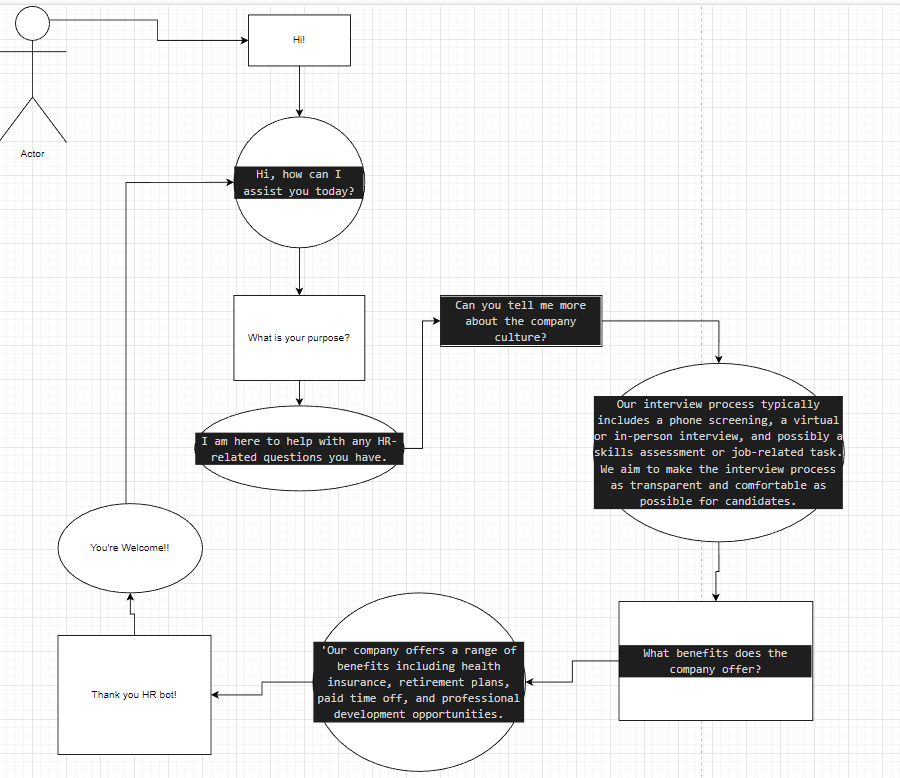 Hi!
Actor
Hi, how can I
assist you today?
What is your purpose?
Can you tell me more
about the company
culture?
I am here to help with any HR-
related questions you have.
Our interview process typically
includes a phone screening, a virtual
or in-person interview, and possibly a
skills assessment or job-related task.
We aim to make the interview process
as transparent and comfortable as
possible for candidates.
You're Welcome!!
What benefits does the
company offer?
'Our company offers a range of
benefits including health
insurance, retirement plans,
paid time off, and professional
development opportunities.
Thank you HR bot!